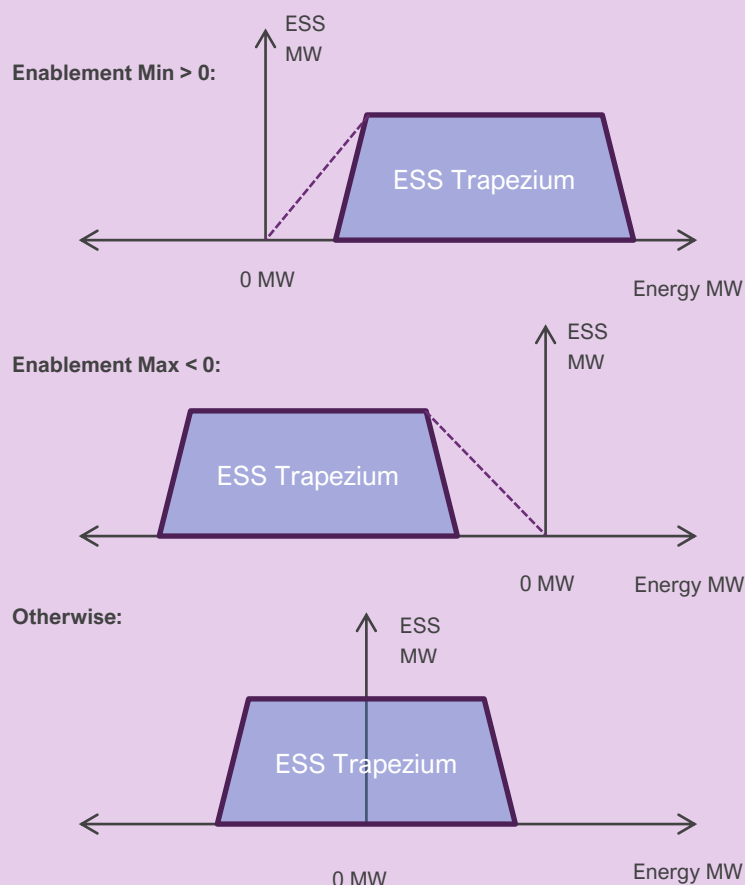 ESS
MW
Enablement Min > 0:
ESS Trapezium
0 MW
Energy MW
ESS
MW
Enablement Max < 0:
ESS Trapezium
0 MW
Energy MW
Otherwise:
ESS
MW
ESS Trapezium
0 MW
Energy MW